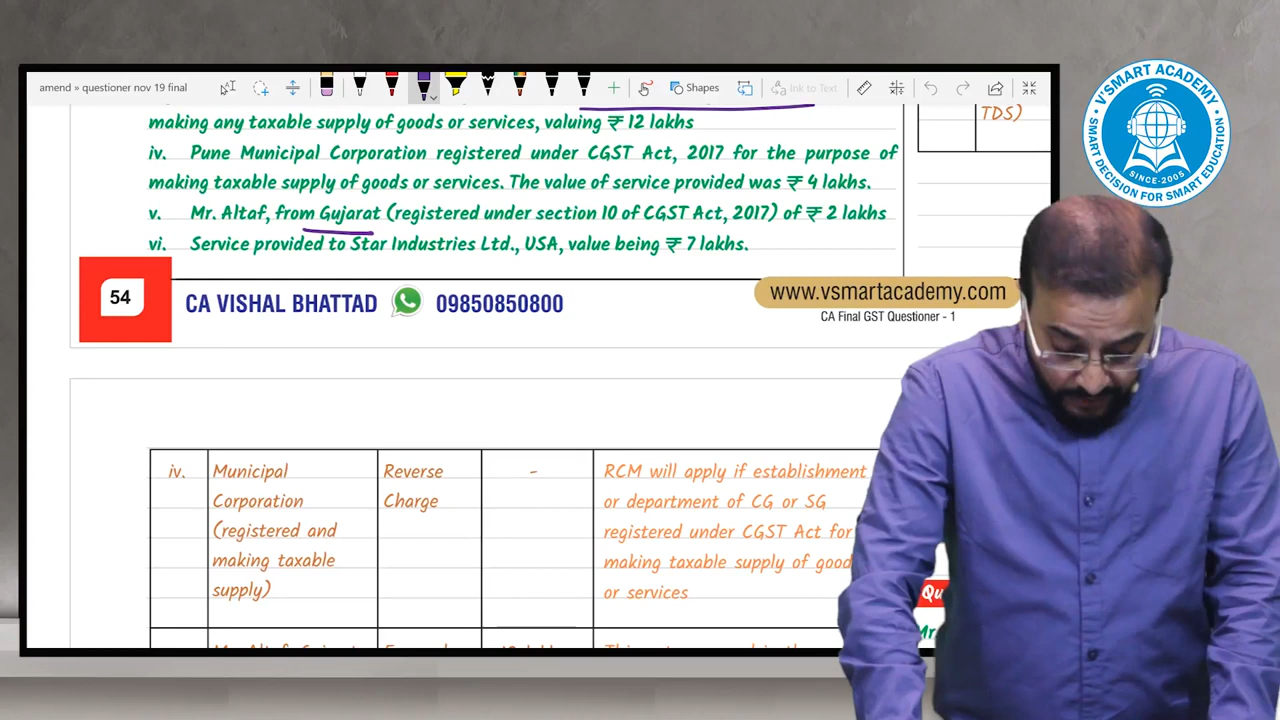 amend » questioner nov 19 final
Shapes
Ink to Text
making any taxable supply of goods or services, valuing ₹ 12 lakhs
iv. Pune Municipal Corporation registered under CGST Act, 2017 for the purpose of
making taxable supply of goods or services. The value of service provided was ₹ 4 lakhs.
v. Mr. Altaf, from Gujarat (registered under section 10 of CGST Act, 2017) of ₹ 2 lakhs
vi. Service provided to Star Industries Ltd., USA, value being ₹ 7 lakhs.
TDS)
54
CA VISHAL BHATTAD
09850850800
www.vsmartacademy.com
CA Final GST Questioner - 1
iv.
Municipal
Corporation
(registered and
making taxable
supply)
Reverse
Charge
-
RCM will apply if establishment
or department of CG or SG
registered under CGST Act for
making taxable supply of good
or services
Qu
Mr
V'SMART ACADEMY
SINCE-2005
SMART DECISION FOR SMART EDUCATION